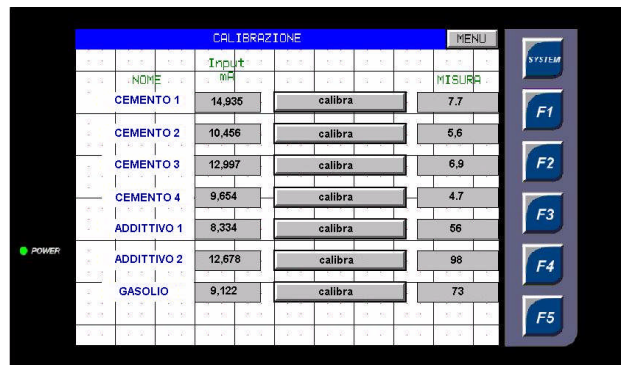 CALIBRAZIONE MENU
SYSTEM
Input
NOME mA MISURA
CEMENTO 1 14,935 calibra 7.7
F1
CEMENTO 2 10,456 calibra 5,6
CEMENTO 3 12,997 calibra 6,9
F2
CEMENTO 4 9,654 calibra 4.7
F3
ADDITTIVO 1 8,334 calibra 56
POWER
ADDITTIVO 2 12,678 calibra 98
F4
GASOLIO 9,122 calibra 73
F5